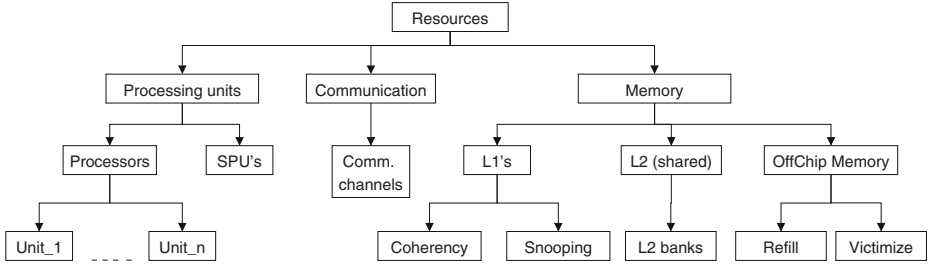 Resources
Processing units
Communication
Memory
Processors
SPU's
Comm.
channels
L1's
L2 (shared)
OffChip Memory
Unit_1
Unit_n
Coherency
Snooping
L2 banks
Refill
Victimize